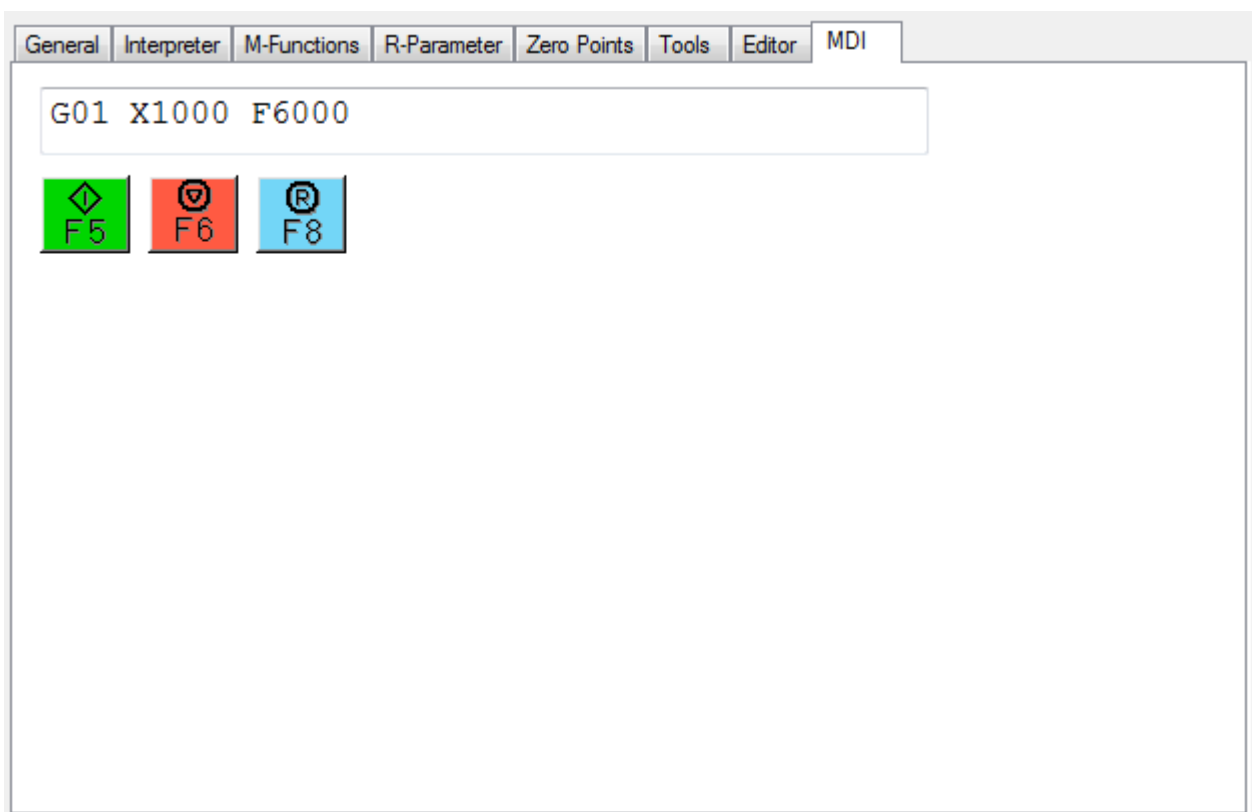 General Interpreter M-Functions R-Parameter Zero Points Tools Editor MDI
G01 X1000 F6000
I R
F5 F6 F8